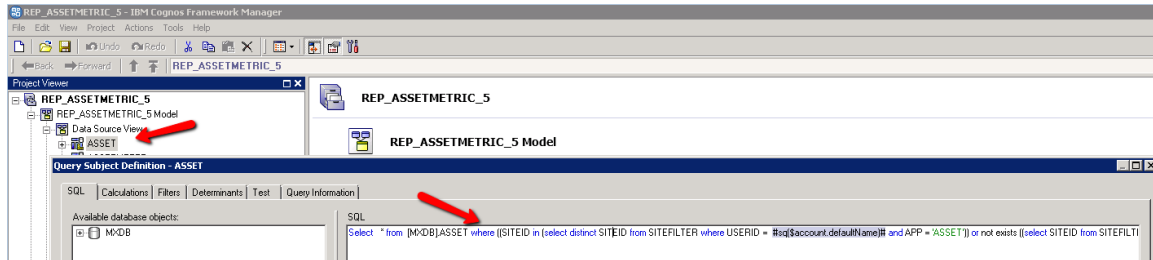 REP_ASSETMETRIC_5 - IBM Cognos Framework Manager
File Edit View Project Actions Tools Help
Undo Redo
Back Forward REP_ASSETMETRIC_5
Project Viewer
REP_ASSETMETRIC_5
REP_ASSETMETRIC_5 Model
Data Source View
ASSET
REP_ASSETMETRIC_5
REP_ASSETMETRIC_5 Model
Query Subject Definition - ASSET
SQL Calculations Filters Determinants Test Query Information
Available database objects:
MXDB
SQL
Select * from [MXDB].ASSET where ((SITEID in (select distinct SITEID from SITEFILTER where USERID = #sq($account.defaultName)# and APP = 'ASSET')) or not exists ((select SITEID from SITEFILT